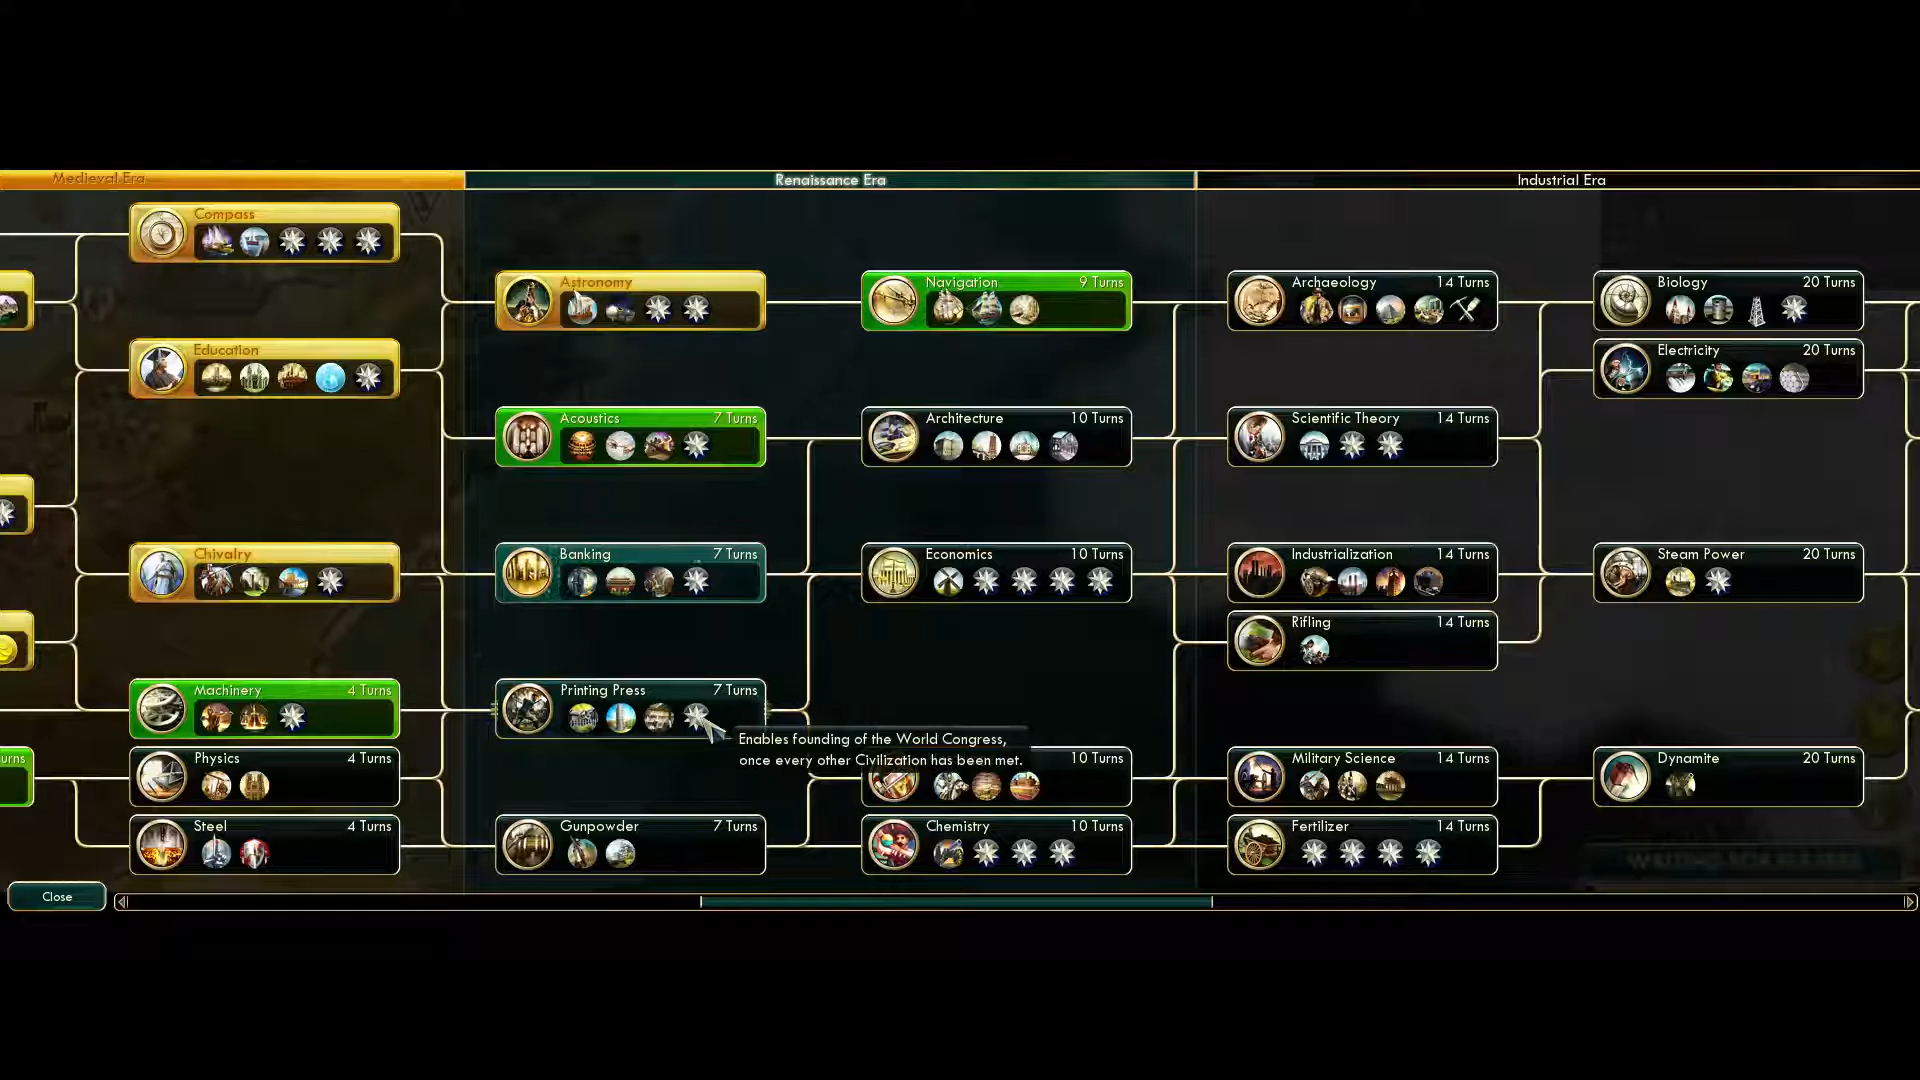 Medieval Era
Renaissance Era
Industrial Era
Compass
Astronomy
Navigation 9 Turns
Archaeology 14 Turns
Biology 20 Turns
Education
Electricity 20 Turns
Acoustics 7 Turns
Architecture 10 Turns
Scientific Theory 14 Turns
Chivalry
Banking 7 Turns
Economics 10 Turns
Industrialization 14 Turns
Steam Power 20 Turns
Rifling 14 Turns
Machinery 4 Turns
Printing Press 7 Turns
Enables founding of the World Congress,
once every other Civilization has been met.
Physics 4 Turns
10 Turns
Military Science 14 Turns
Dynamite 20 Turns
Steel 4 Turns
Gunpowder 7 Turns
Chemistry 10 Turns
Fertilizer 14 Turns
Close